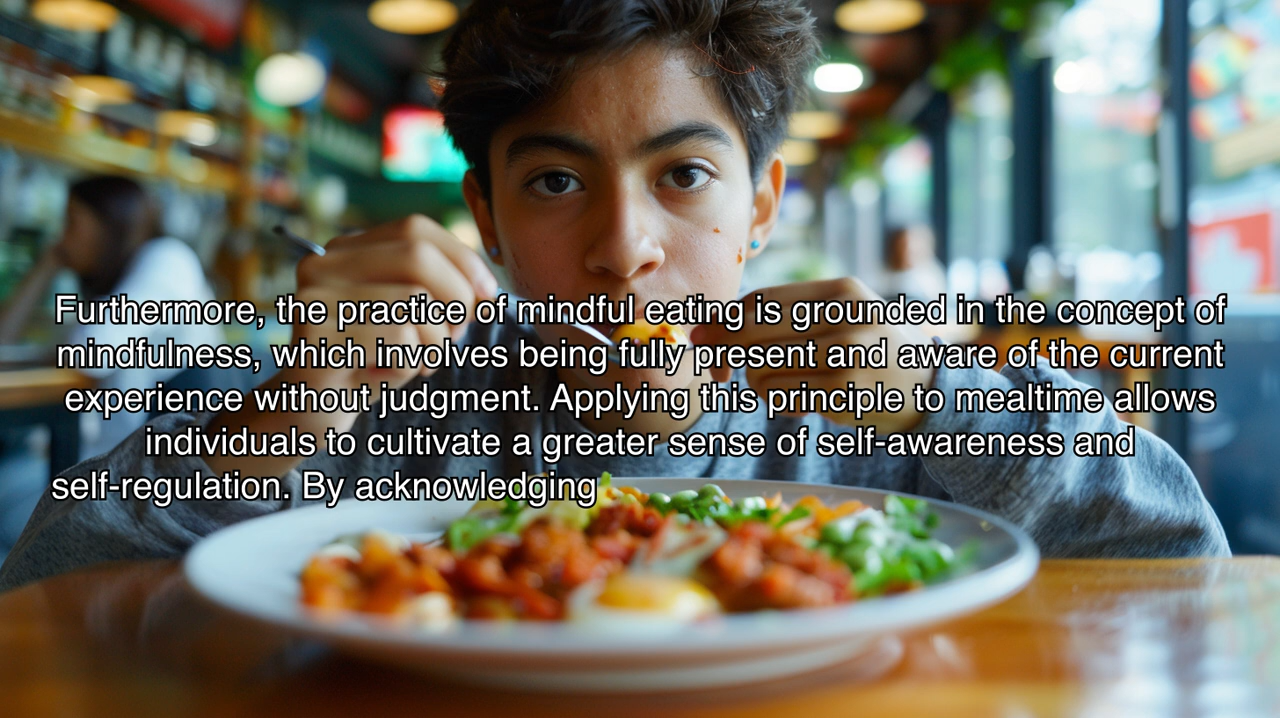 Furthermore, the practice of mindful eating is grounded in the concept of
mindfulness, which involves being fully present and aware of the current
experience without judgment. Applying this principle to mealtime allows
individuals to cultivate a greater sense of self-awareness and
self-regulation. By acknowledging